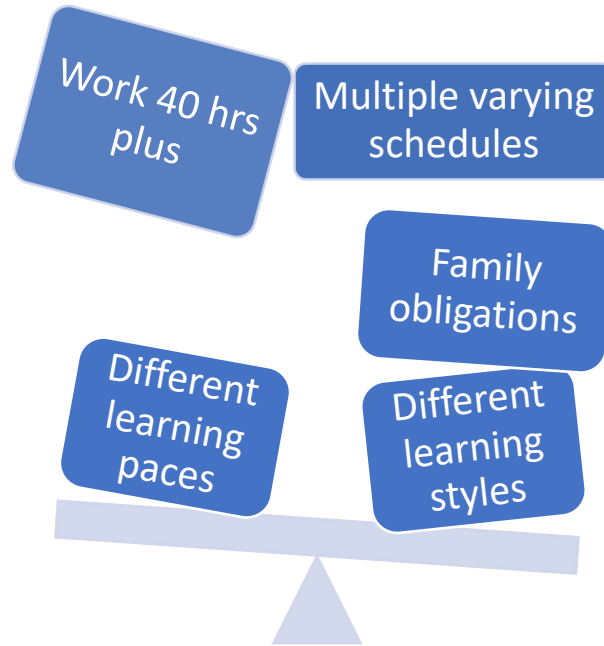 Work 40 hrs
plus
Multiple varying
schedules
Family
obligations
Different
learning
paces
Different
learning
styles